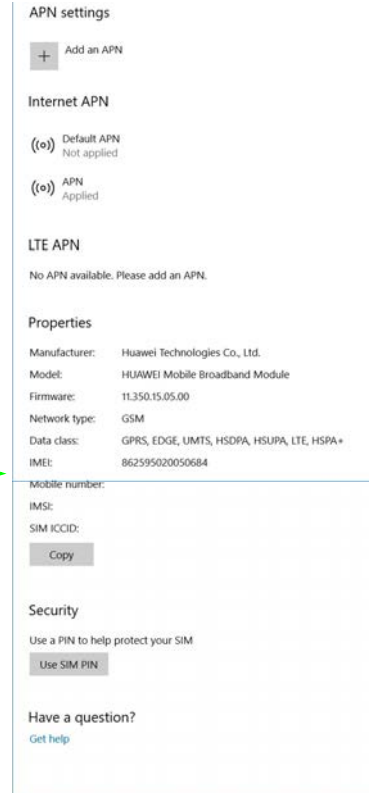 APN settings
+ Add an APN
Internet APN
Default APN
Not applied
APN
Applied
LTE APN
No APN available. Please add an APN.
Properties
Manufacturer: Huawei Technologies Co., Ltd.
Model: HUAWEI Mobile Broadband Module
Firmware: 11.350.15.05.00
Network type: GSM
Data class: GPRS, EDGE, UMTS, HSDPA, HSUPA, LTE, HSPA+
IMEI: 862595020050684
Mobile number:
IMSI:
SIM ICCID:
Copy
Security
Use a PIN to help protect your SIM
Use SIM PIN
Have a question?
Get help